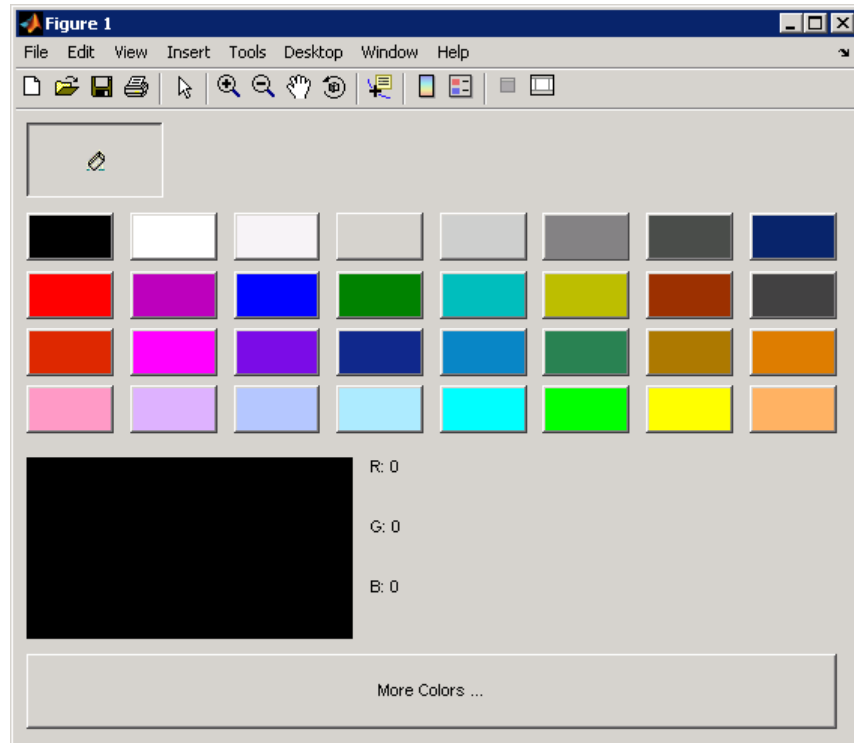 Figure 1
File Edit View Insert Tools Desktop Window Help
R: 0
G: 0
B: 0
More Colors ...